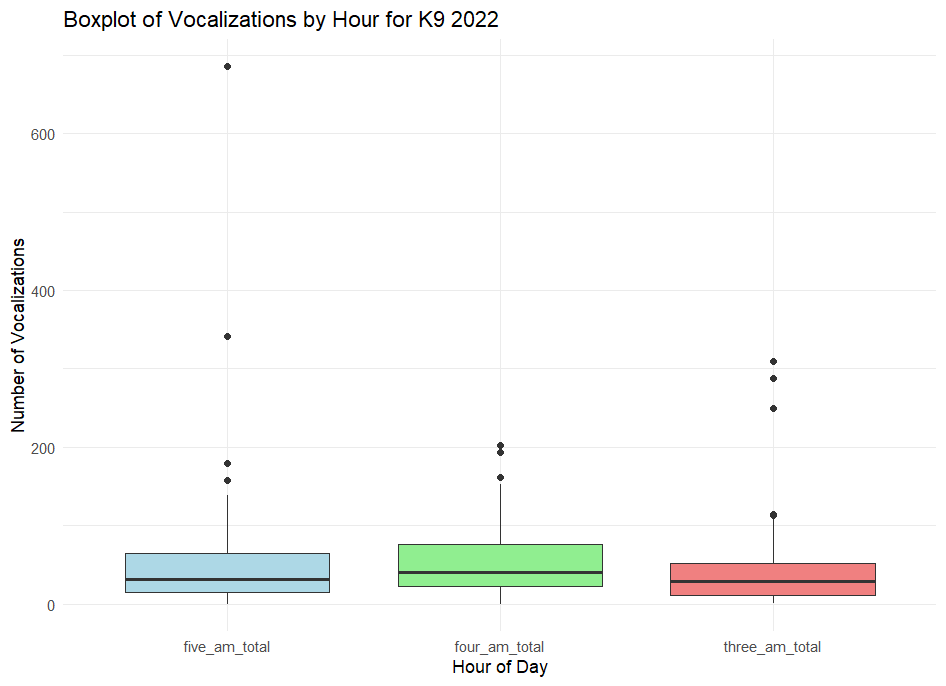 Boxplot of Vocalizations by Hour for K9 2022
Number of Vocalizations
600
400
200
0
five_am_total
four_am_total
three_am_total
Hour of Day